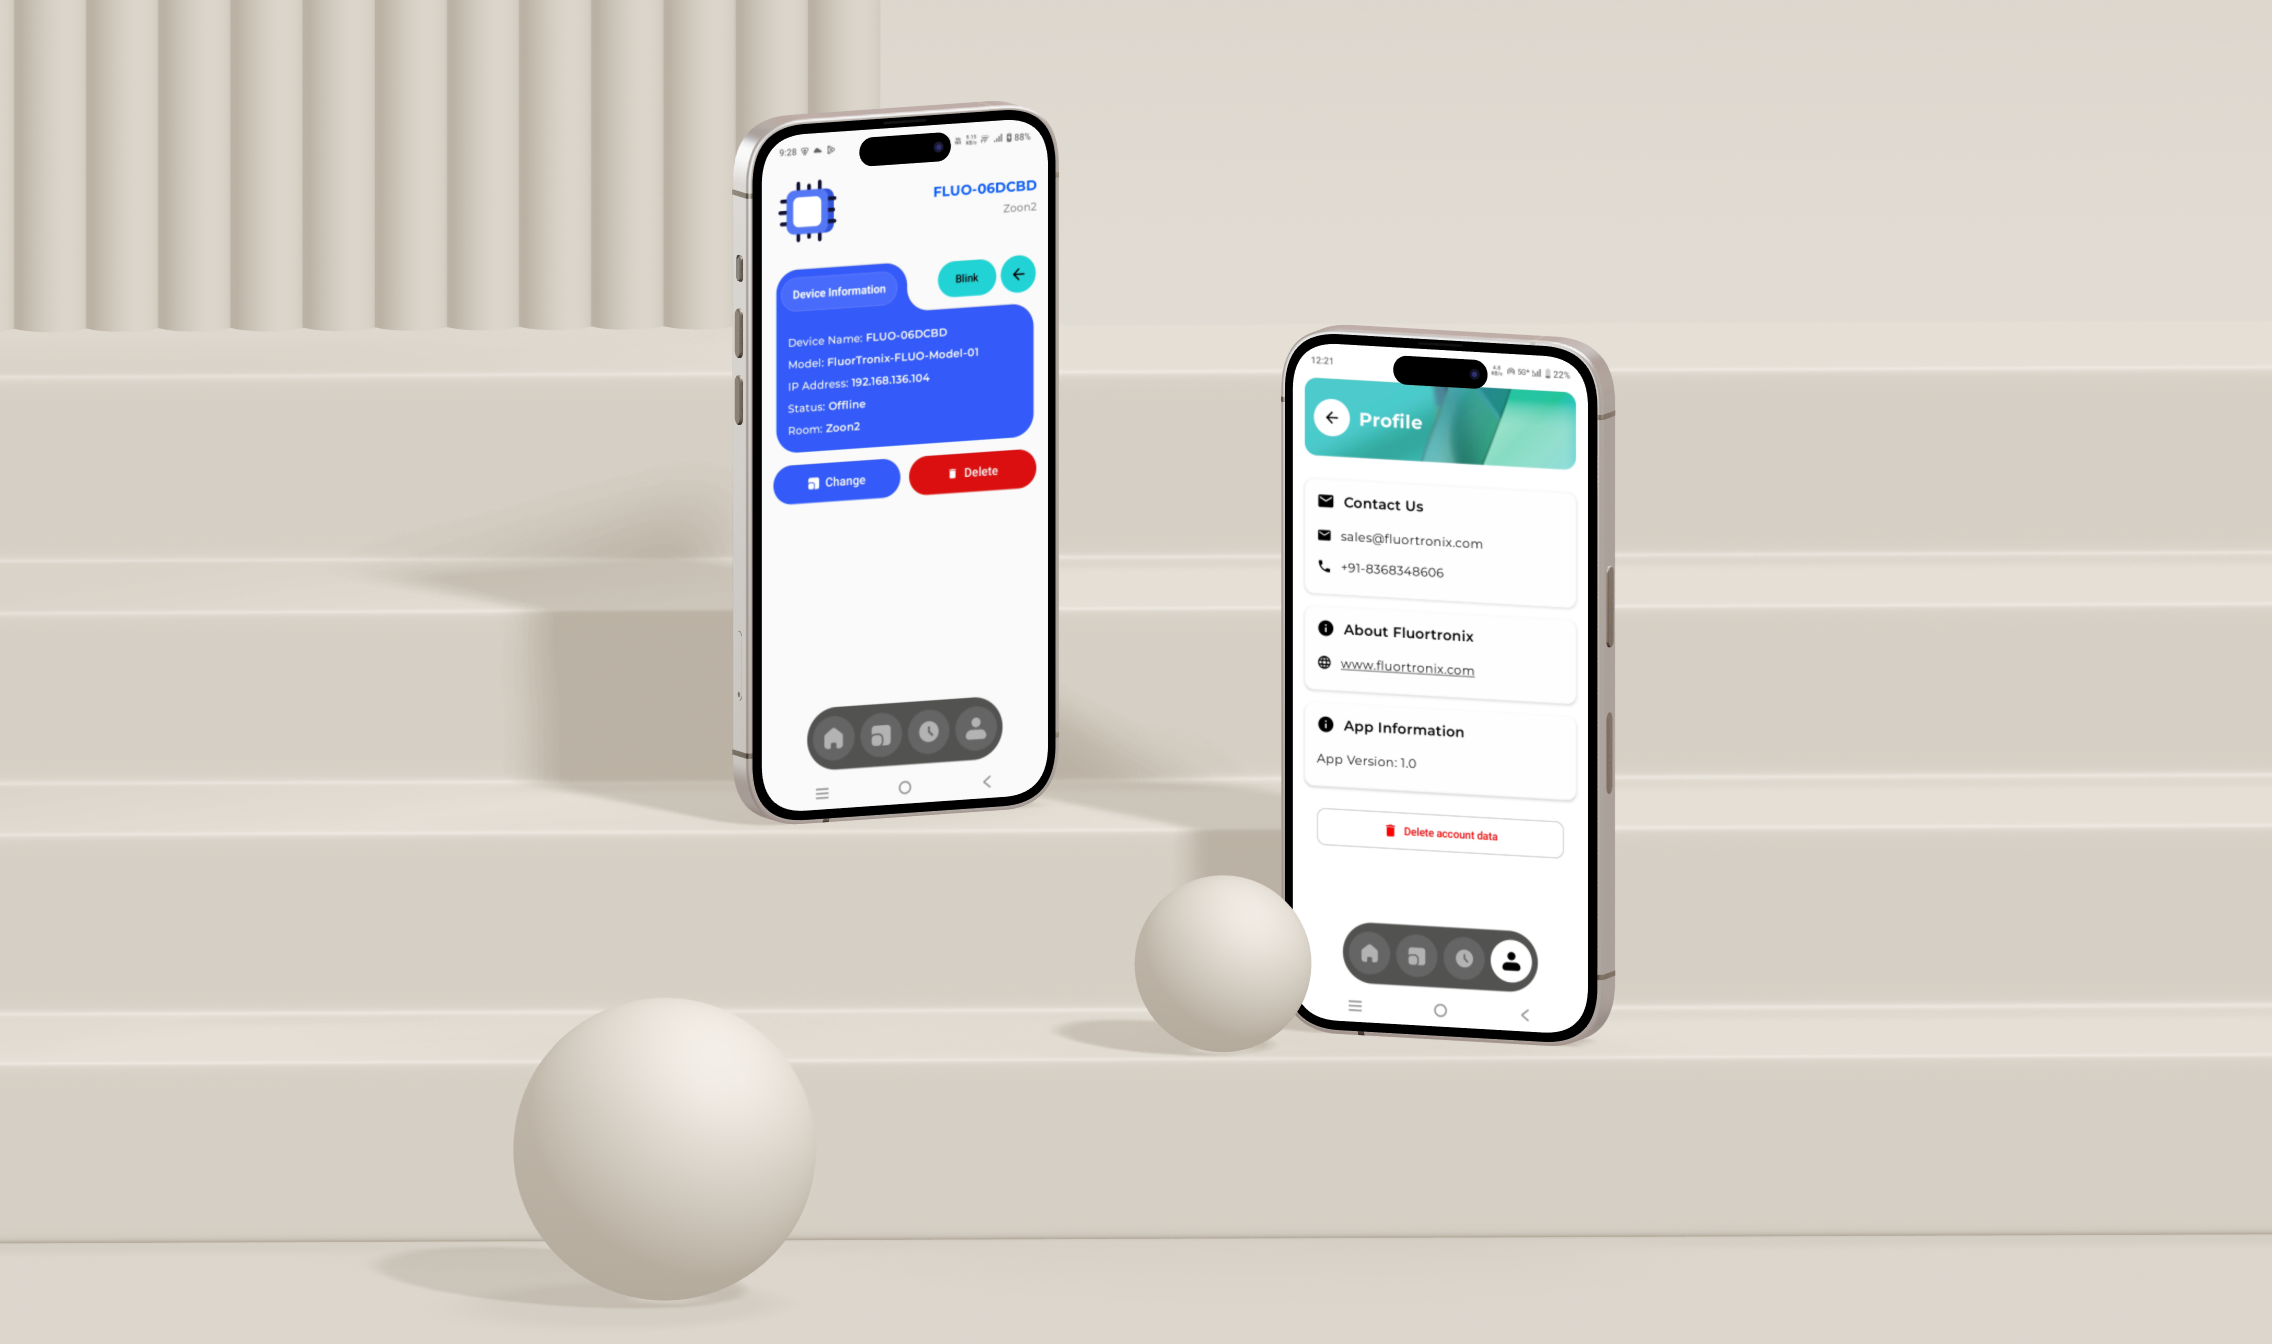 9:28
88%
FLUO-06DCBD
Zoon2
Device Information
Blink
Device Name: FLUO-06DCBD
Model: FluorTronix-FLUO-Model-01
IP Address: 192.168.136.104
Status: Offline
Room: Zoon2
Change
Delete
12:21
5G+
22%
Profile
Contact Us
sales@fluortronix.com
+91-8368348606
About Fluortronix
www.fluortronix.com
App Information
App Version: 1.0
Delete account data